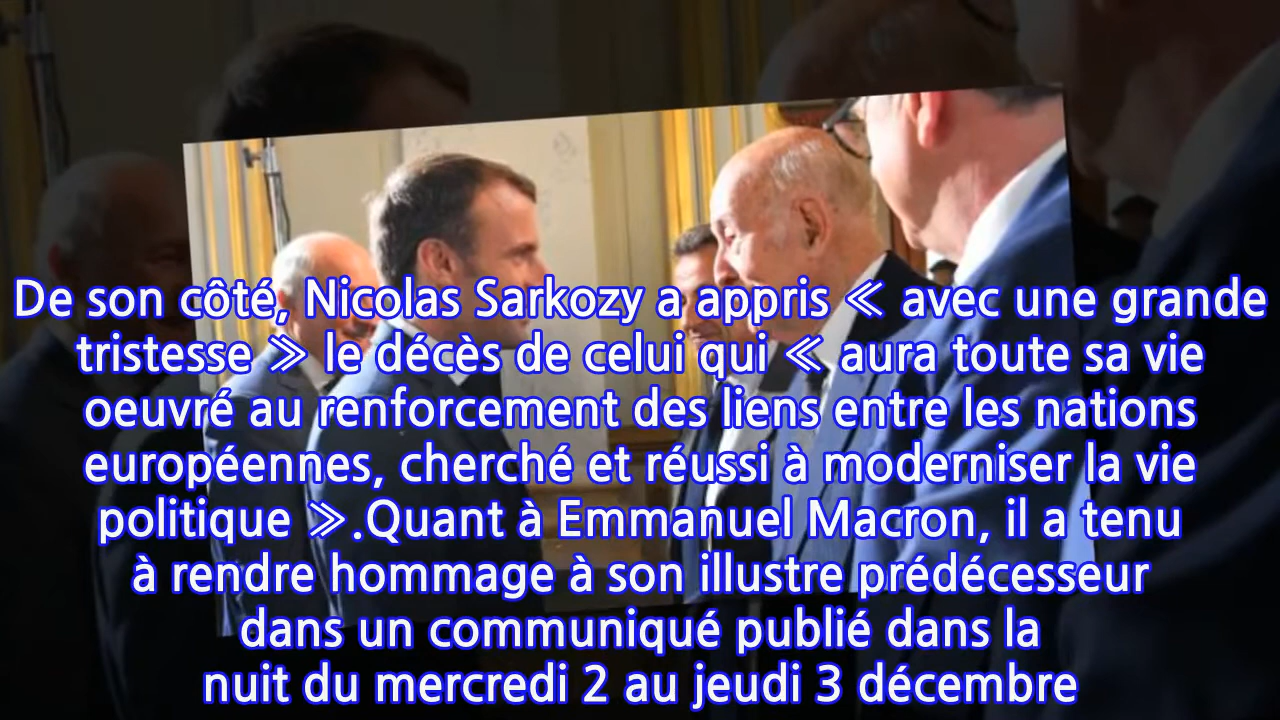 De son côté, Nicolas Sarkozy a appris ≪ avec une grande
tristesse ≫ le décès de celui qui ≪ aura toute sa vie
oeuvré au renforcement des liens entre les nations
européennes, cherché et réussi à moderniser la vie
politique ≫.Quant à Emmanuel Macron, il a tenu
à rendre hommage à son illustre prédécesseur
dans un communiqué publié dans la
nuit du mercredi 2 au jeudi 3 décembre